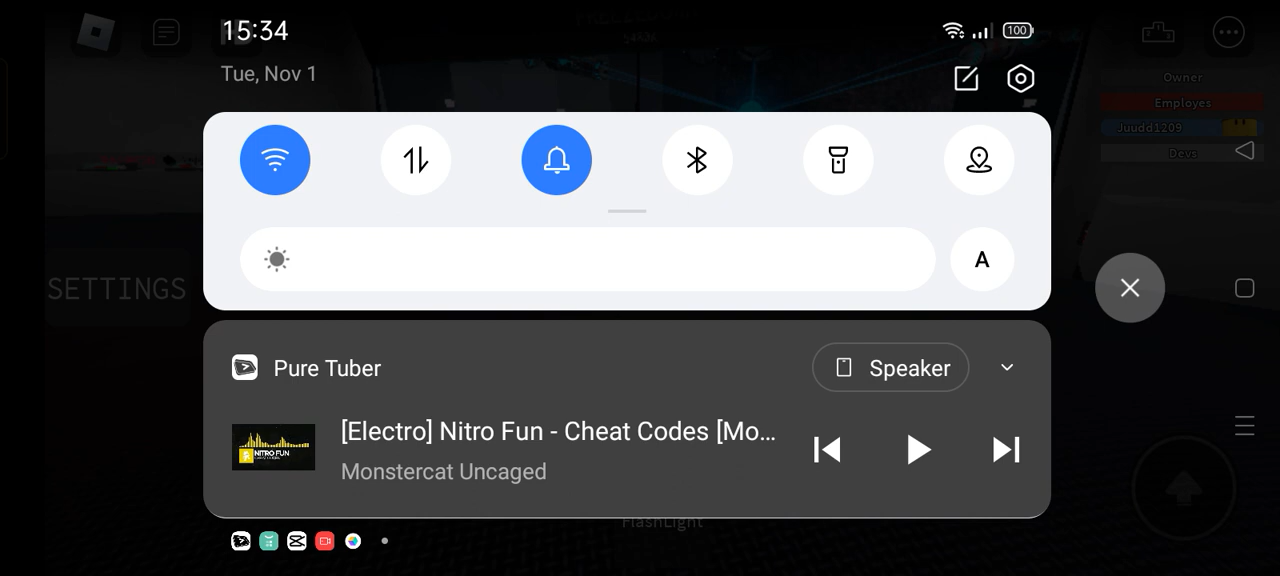 15:34
100
Tue, Nov 1
Owner
Employes
Juudd1209
Devs
A
SETTINGS
Pure Tuber
Speaker
[Electro] Nitro Fun - Cheat Codes [Mo...
NITRO FUN
Monstercat Uncaged
FlashLight